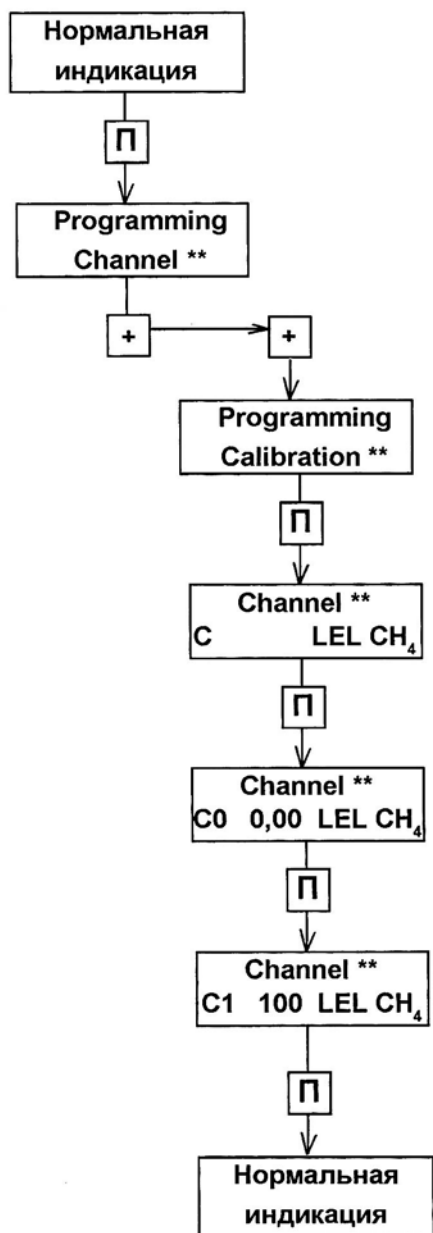 Нормальная
индикация
П
Programming
Channel **
+ +
Programming
Calibration **
П
Channel **
C LEL CH₄
П
Channel **
C0 0,00 LEL CH₄
П
Channel **
C1 100 LEL CH₄
П
Нормальная
индикация